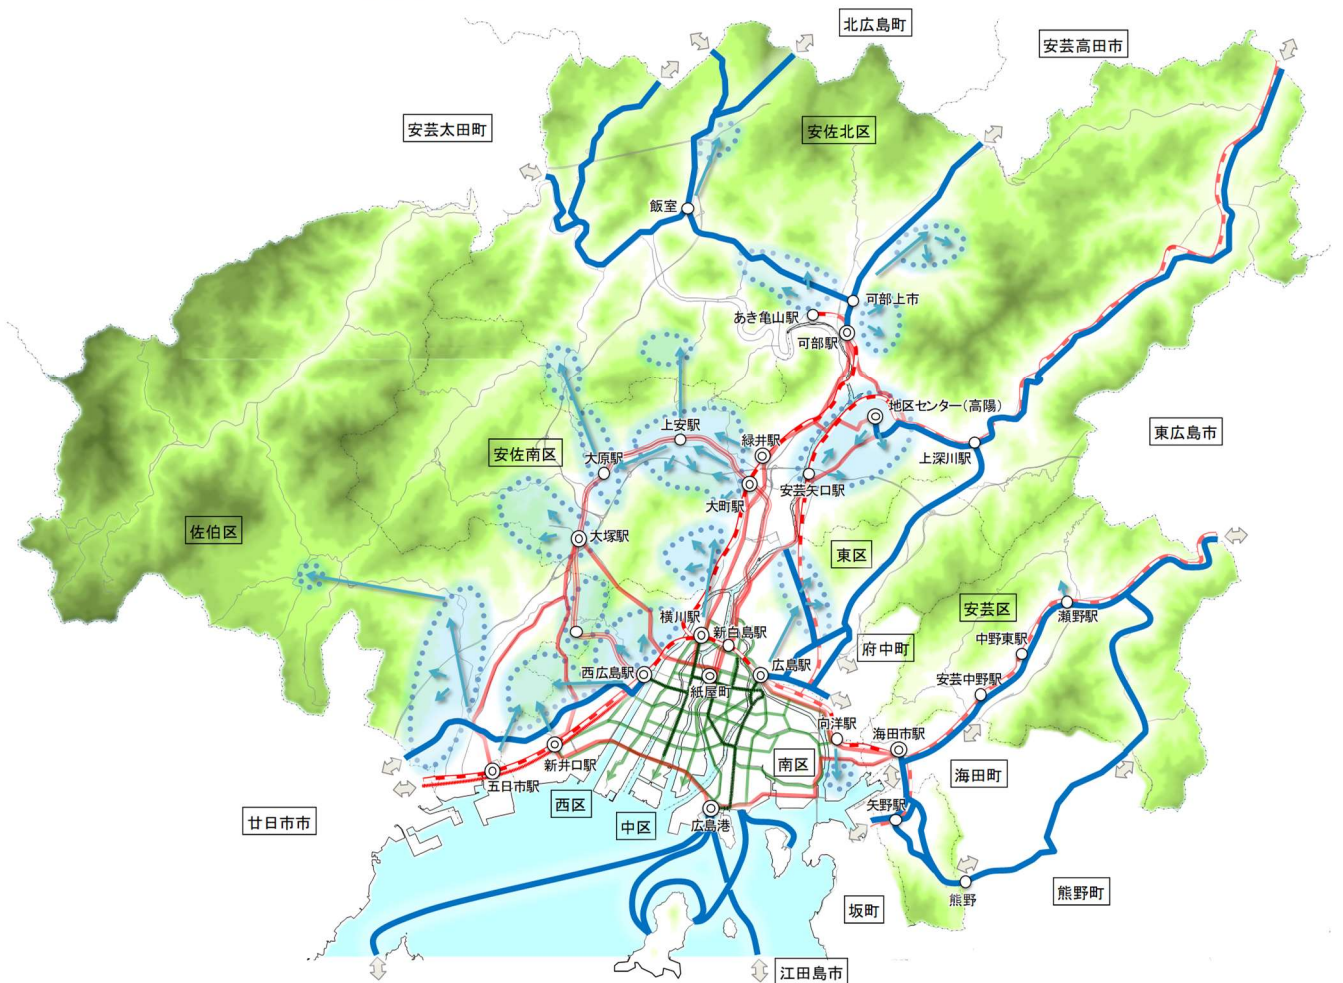 北広島町
安芸高田市
安芸太田町
安佐北区
飯室
可部上市
あき亀山駅
可部駅
地区センター(高陽)
東広島市
上安駅
緑井駅
安佐南区
大原駅
上深川駅
安芸矢口駅
大町駅
佐伯区
大塚駅
東区
安芸区
瀬野駅
横川駅
新白島駅
中野東駅
府中町
西広島駅
広島駅
安芸中野駅
紙屋町
向洋駅
海田市駅
南区
海田町
新井口駅
五日市駅
西区
矢野駅
廿日市市
中区
広島港
熊野
熊野町
坂町
江田島市